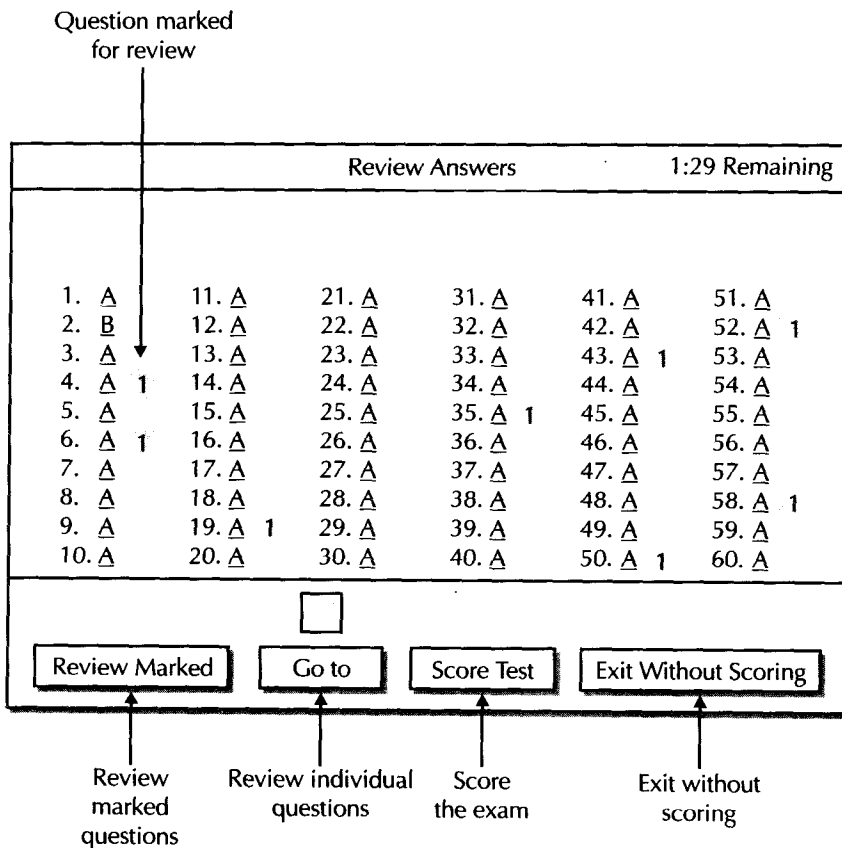 Question marked
for review
Review Answers 1:29 Remaining
1. A 11. A 21. A 31. A 41. A 51. A
2. B 12. A 22. A 32. A 42. A 52. A 1
3. A 13. A 23. A 33. A 43. A 1 53. A
4. A 1 14. A 24. A 34. A 44. A 54. A
5. A 15. A 25. A 35. A 1 45. A 55. A
6. A 1 16. A 26. A 36. A 46. A 56. A
7. A 17. A 27. A 37. A 47. A 57. A
8. A 18. A 28. A 38. A 48. A 58. A 1
9. A 19. A 1 29. A 39. A 49. A 59. A
10. A 20. A 30. A 40. A 50. A 1 60. A
Review Marked Go to Score Test Exit Without Scoring
Review Review individual Score Exit without
marked questions the exam scoring
questions